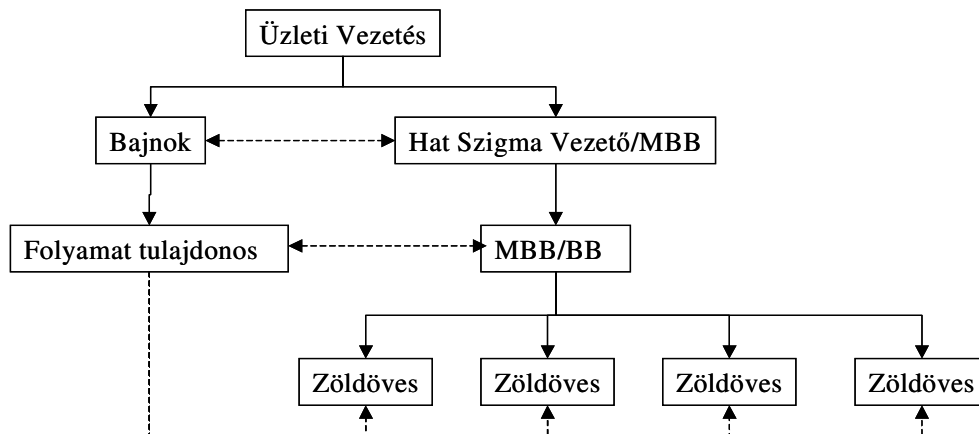 Üzleti Vezetés
Bajnok
Hat Szigma Vezető/MBB
Folyamat tulajdonos
MBB/BB
Zöldöves
Zöldöves
Zöldöves
Zöldöves